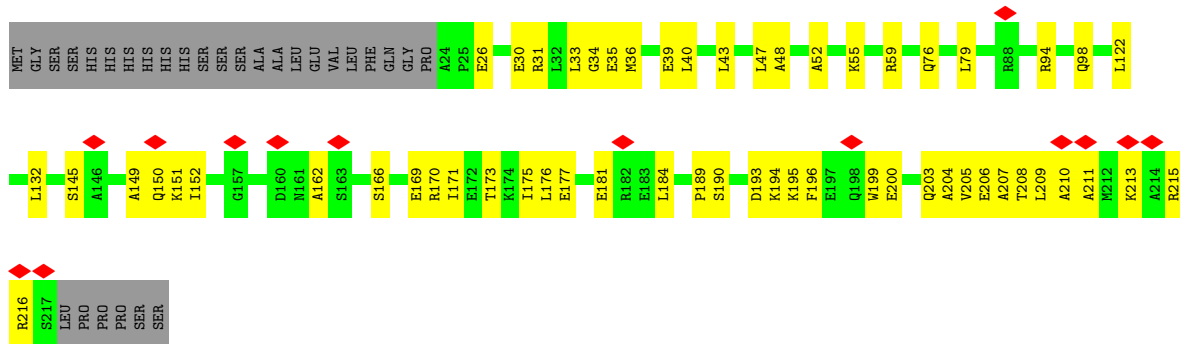 MET GLY SER SER HIS HIS HIS HIS HIS HIS SER SER SER ALA ALA LEU GLU VAL LEU PHE GLN GLY PRO A24 P25 E26 E30 R31 L32 L33 G34 E35 M36 E39 L40 L43 L47 A48 A52 K55 R59 Q76 L79 R88 R94 Q98 L122
L132 S145 A146 A149 Q150 K151 I152 G157 D160 N161 A162 S163 S166 E169 R170 I171 E172 T173 K174 I175 L176 E177 E181 R182 E183 L184 P189 S190 D193 K194 K195 F196 E197 Q198 W199 E200 Q203 A204 V205 E206 A207 T208 L209 A210 A211 M212 K213 A214 R215
R216 S217 LEU PRO PRO PRO SER SER